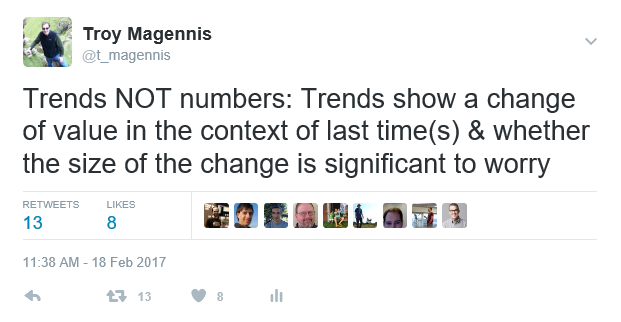 Troy Magennis
@t_magennis
Trends NOT numbers: Trends show a change
of value in the context of last time(s) & whether
the size of the change is significant to worry
RETWEETS LIKES
13 8
11:38 AM - 18 Feb 2017
13 8